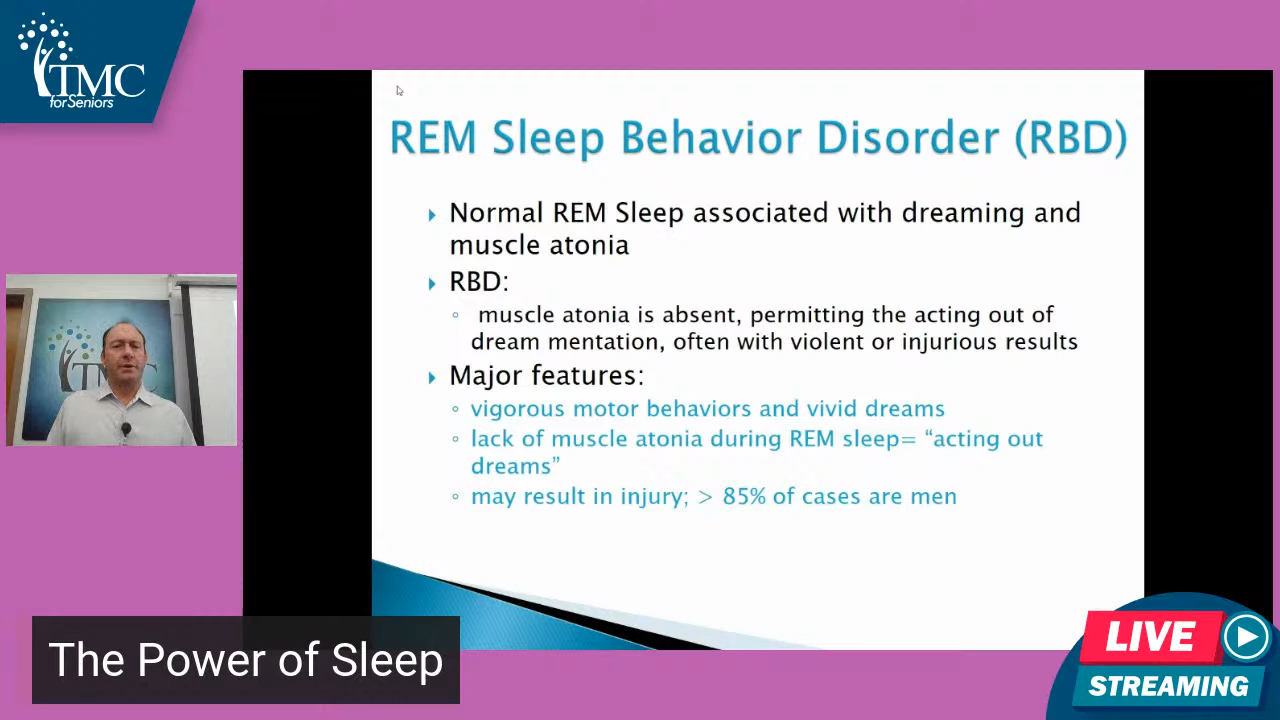 TMC
for Seniors
REM Sleep Behavior Disorder (RBD)
Normal REM Sleep associated with dreaming and
muscle atonia
RBD:
muscle atonia is absent, permitting the acting out of
dream mentation, often with violent or injurious results
Major features:
vigorous motor behaviors and vivid dreams
lack of muscle atonia during REM sleep= “acting out
dreams”
may result in injury; > 85% of cases are men
TMC
The Power of Sleep
LIVE
STREAMING